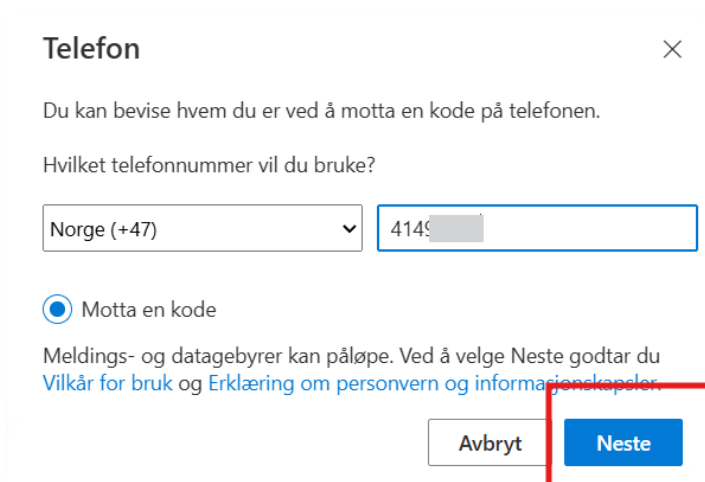 Telefon
Du kan bevise hvem du er ved å motta en kode på telefonen.
Hvilket telefonnummer vil du bruke?
Norge (+47) 4149
Motta en kode
Meldings- og datagebyrer kan påløpe. Ved å velge Neste godtar du
Vilkår for bruk og Erklæring om personvern og informasjonskapsler.
Avbryt Neste